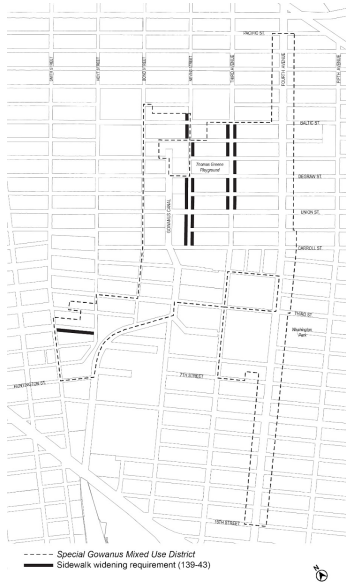 PACIFIC ST.
SMITH STREET
HOYT STREET
BOND STREET
NEVINS STREET
THIRD AVENUE
FOURTH AVENUE
FIFTH AVENUE
BALTIC ST.
Thomas Greene
Playground
DEGRAW ST.
GOWANUS CANAL
UNION ST.
CARROLL ST.
THIRD ST.
Washington
Park
7TH STREET
HUNTINGTON ST.
15TH STREET
Special Gowanus Mixed Use District
Sidewalk widening requirement (139-43)
N